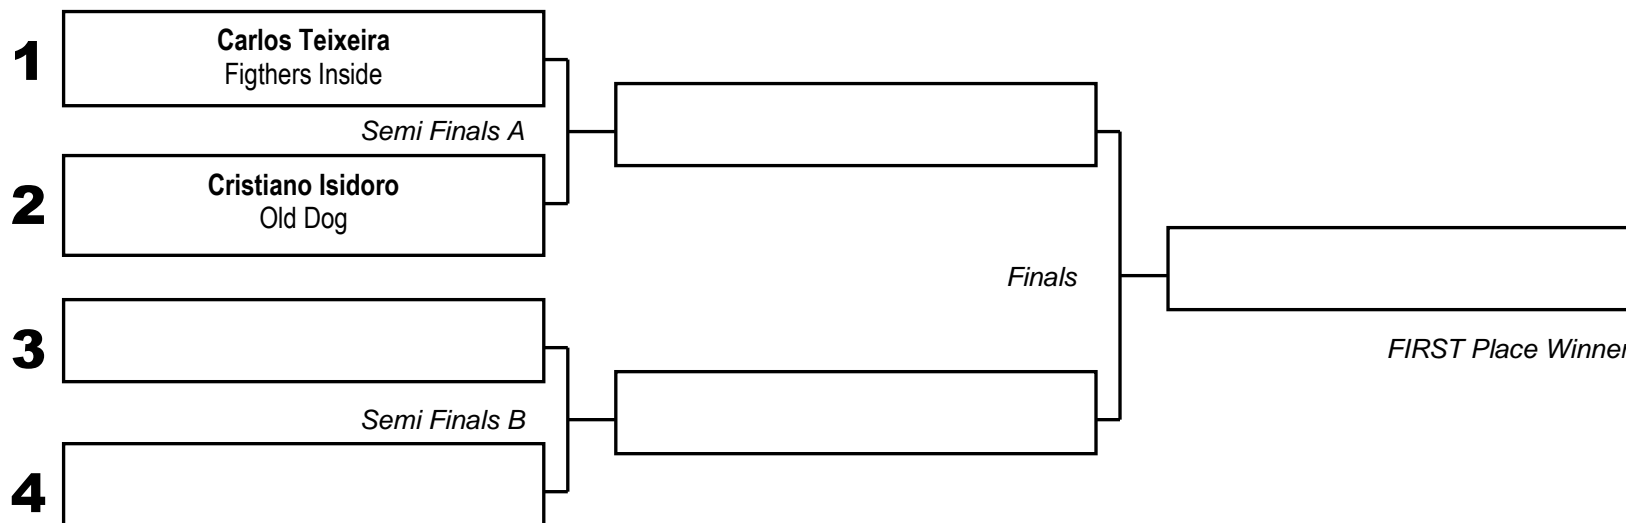 1
Carlos Teixeira
Figthers Inside
Semi Finals A
2
Cristiano Isidoro
Old Dog
Finals
3
FIRST Place Winner
Semi Finals B
4